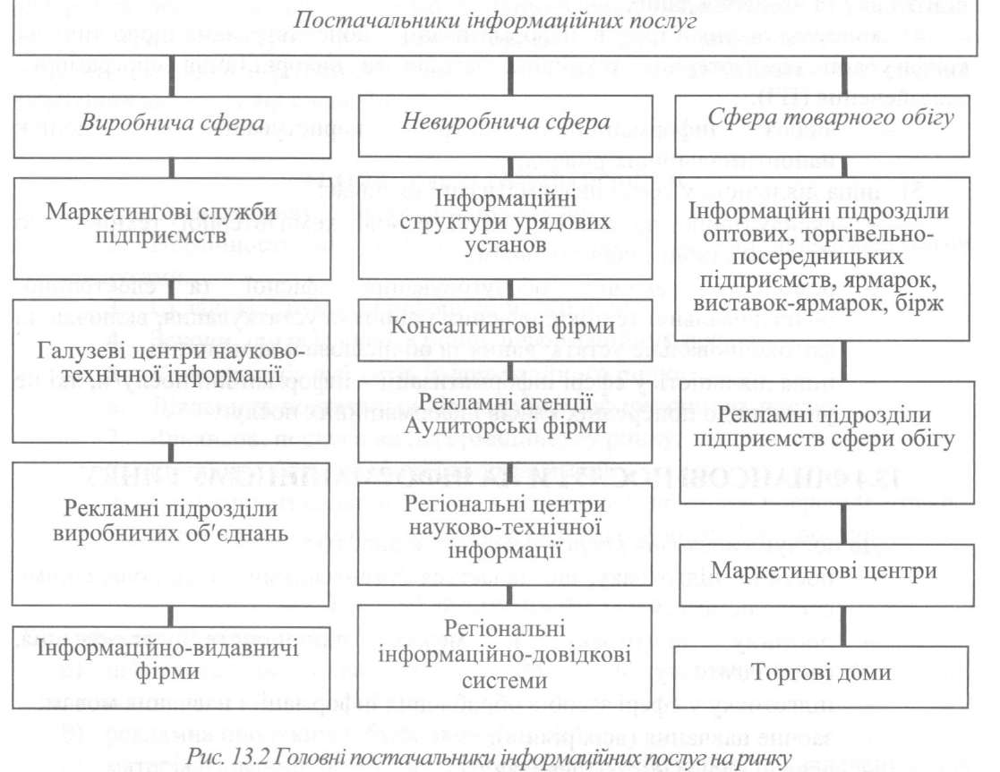 Постачальники інформаційних послуг
Виробнича сфера
Маркетингові служби
підприємств
Галузеві центри науково-
технічної інформації
Рекламні підрозділи
виробничих об'єднань
Інформаційно-видавничі
фірми
Невиробнича сфера
Інформаційні
структури урядових
установ
Консалтингові фірми
Рекламні агенції
Аудиторські фірми
Регіональні центри
науково-технічної
інформації
Регіональні
інформаційно-довідкові
системи
Сфера товарного обігу
Інформаційні підрозділи
оптових, торгівельно-
посередницьких
підприємств, ярмарок,
виставок-ярмарок, бірж
Рекламні підрозділи
підприємств сфери обігу
Маркетингові центри
Торгові доми
Рис. 13.2 Головні постачальники інформаційних послуг на ринку